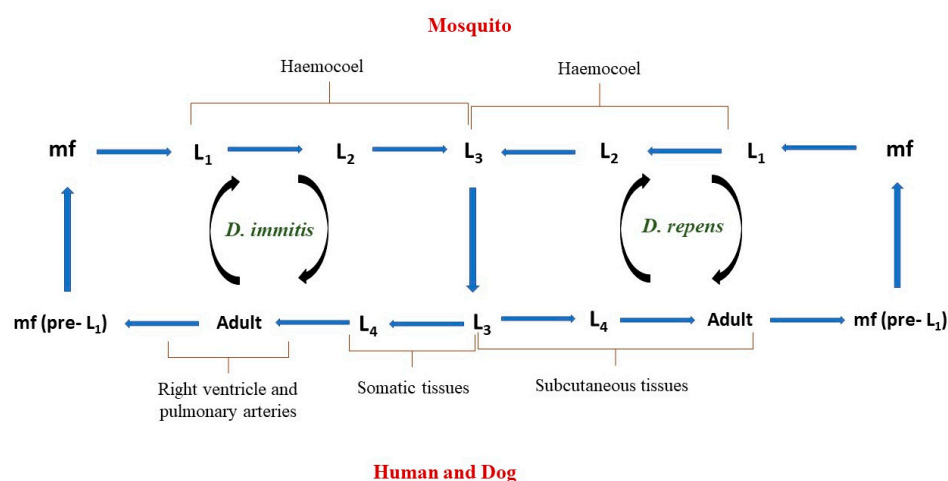 Mosquito
Haemocoel
Haemocoel
mf L₁ L₂ L₃ L₂ L₁ mf
D. immitis D. repens
mf (pre- L₁) Adult L₄ L₃ L₄ Adult mf (pre- L₁)
Right ventricle and
pulmonary arteries
Somatic tissues
Subcutaneous tissues
Human and Dog